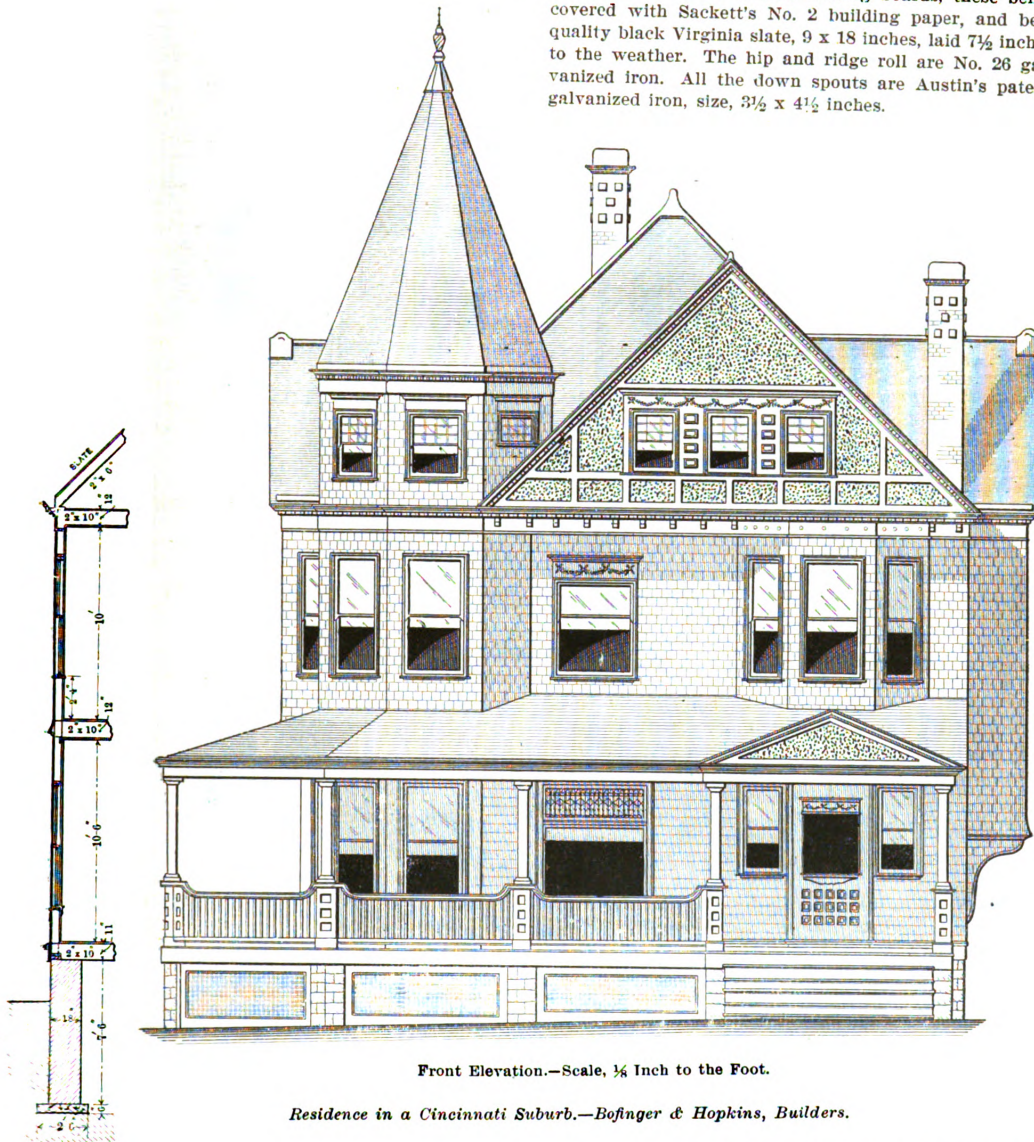 covered with Sackett's No. 2 building paper, and
quality black Virginia slate, 9 x 18 inches, laid 7½
to the weather. The hip and ridge roll are No. 26
vanized iron. All the down spouts are Austin's
galvanized iron, size, 3½ x 4½ inches.
SLATE
2" x 6"
12"
2" x 10"
10'
2'-4"
12"
2" x 10"
10'-6"
11"
2" x 10"
18"
7'-6"
6"
2'-6"
Front Elevation.—Scale, ⅛ Inch to the Foot.
Residence in a Cincinnati Suburb.—Bofinger & Hopkins, Builders.